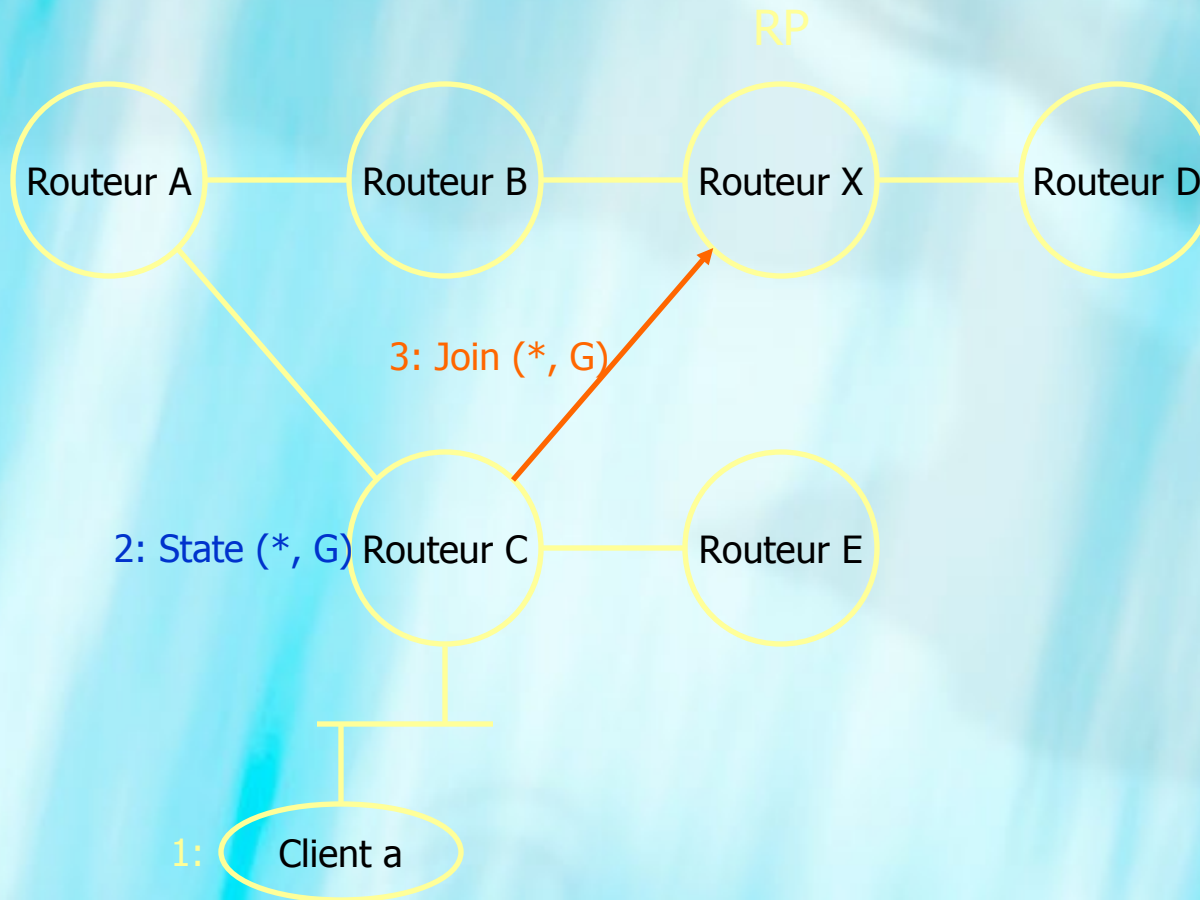 RP
Routeur A
Routeur B
Routeur X
Routeur D
3: Join (*, G)
2: State (*, G)
Routeur C
Routeur E
1:
Client a